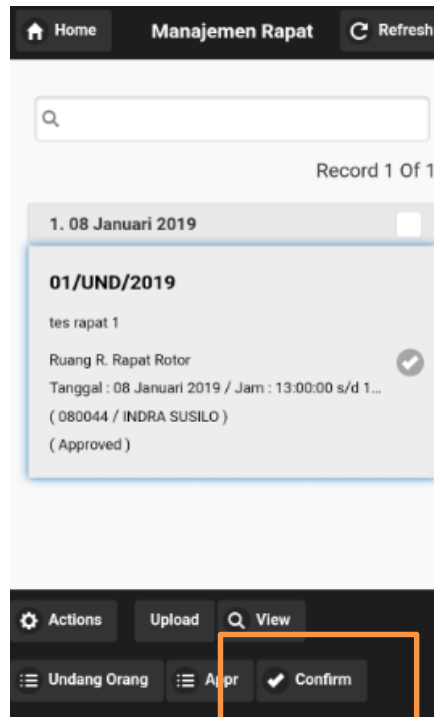 Home Manajemen Rapat Refresh
Record 1 Of 1
1. 08 Januari 2019
01/UND/2019
tes rapat 1
Ruang R. Rapat Rotor
Tanggal : 08 Januari 2019 / Jam : 13:00:00 s/d 1...
( 080044 / INDRA SUSILO )
( Approved )
Actions Upload View
Undang Orang Appr Confirm